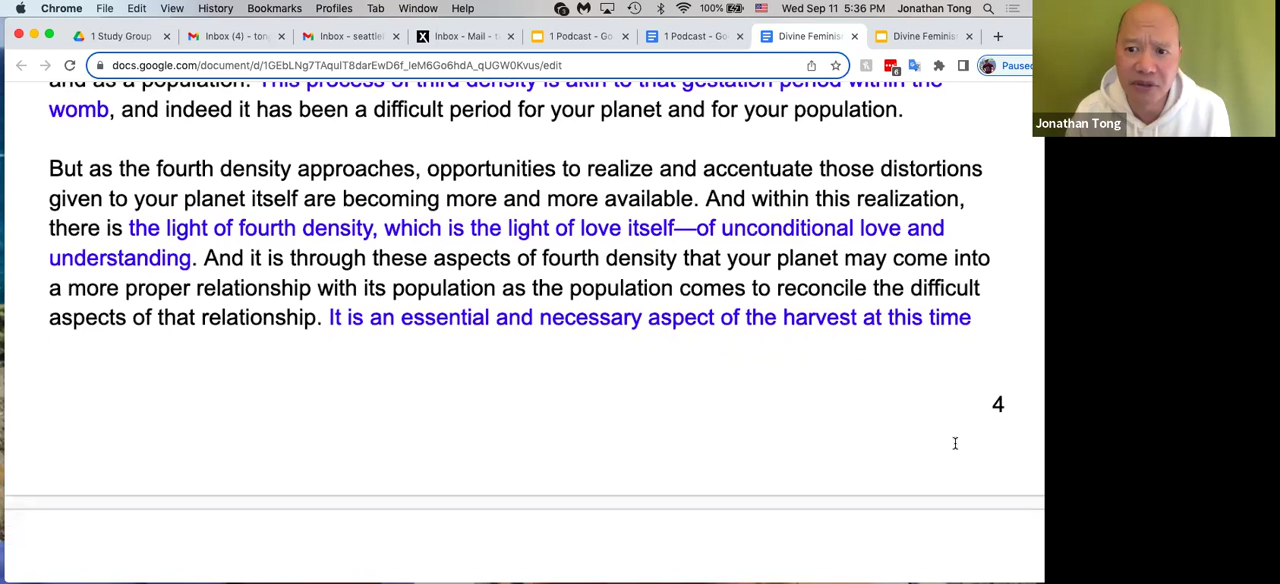 Chrome File Edit View History Bookmarks Profiles Tab Window Help 100% Wed Sep 11 5:36 PM Jonathan Tong
1 Study Group Inbox (4) - ton Inbox - seattle Inbox - Mail - t 1 Podcast - Go 1 Podcast - Go Divine Feminis Divine Feminis
docs.google.com/document/d/1GEbLNg7TAqulT8darEwD6f_leM6Go6hdA_qUGW0Kvus/edit Paused
and as a population. This process of third density is akin to that gestation period within the
womb, and indeed it has been a difficult period for your planet and for your population.
Jonathan Tong
But as the fourth density approaches, opportunities to realize and accentuate those distortions
given to your planet itself are becoming more and more available. And within this realization,
there is the light of fourth density, which is the light of love itself—of unconditional love and
understanding. And it is through these aspects of fourth density that your planet may come into
a more proper relationship with its population as the population comes to reconcile the difficult
aspects of that relationship. It is an essential and necessary aspect of the harvest at this time
4